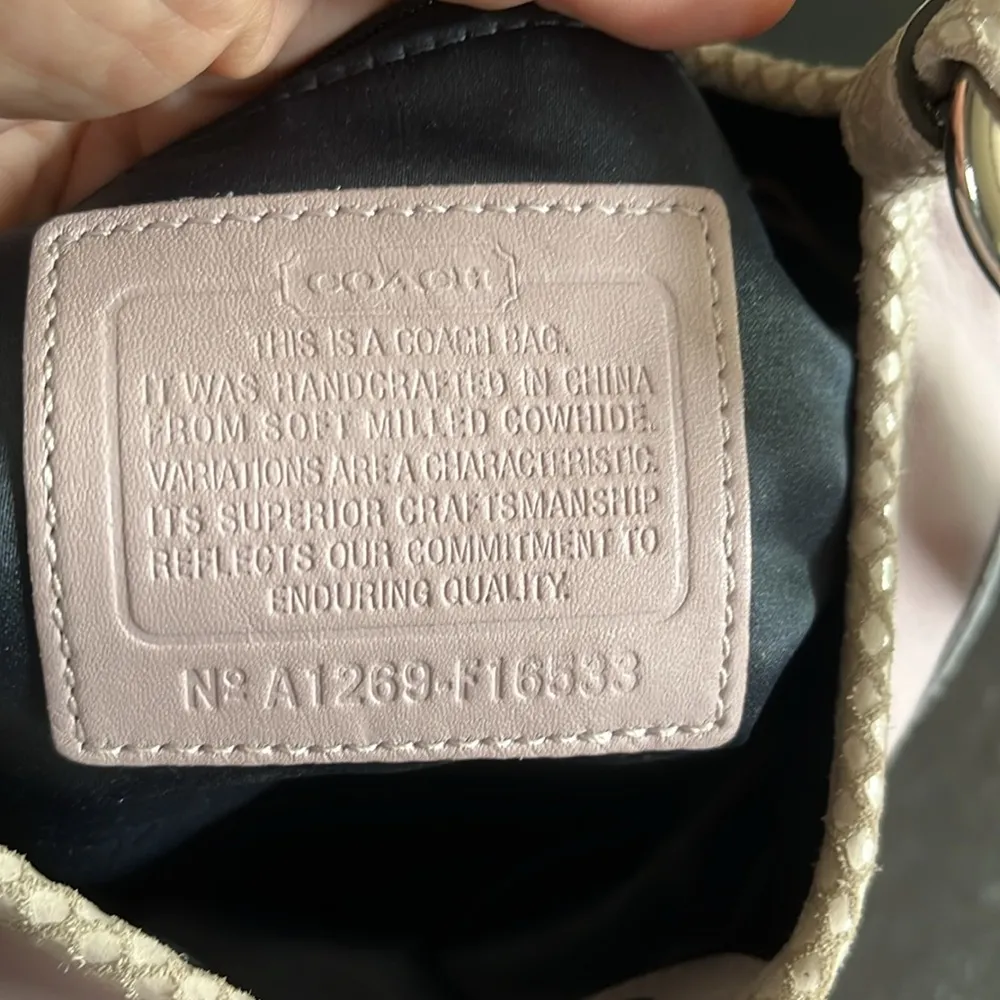 COACH
THIS IS A COACH BAG.
IT WAS HANDCRAFTED IN CHINA
FROM SOFT MILLED COWHIDE.
VARIATIONS ARE A CHARACTERISTIC.
ITS SUPERIOR CRAFTSMANSHIP
REFLECTS OUR COMMITMENT TO
ENDURING QUALITY.
Nº A1269-F16533